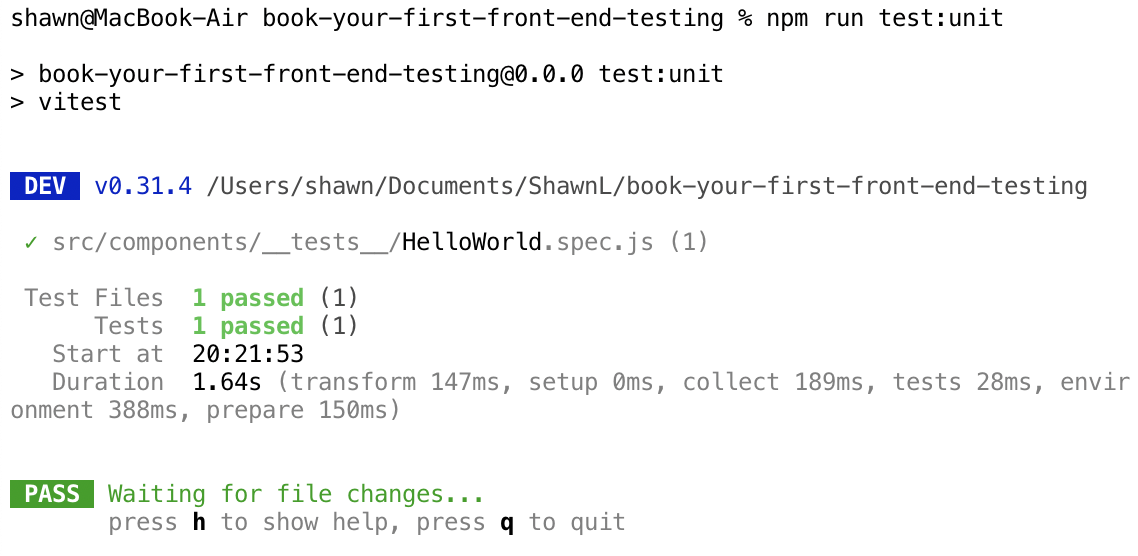 shawn@MacBook-Air book-your-first-front-end-testing % npm run test:unit
> book-your-first-front-end-testing@0.0.0 test:unit
> vitest
DEV v0.31.4 /Users/shawn/Documents/ShawnL/book-your-first-front-end-testing
✓ src/components/__tests__/HelloWorld.spec.js (1)
Test Files 1 passed (1)
Tests 1 passed (1)
Start at 20:21:53
Duration 1.64s (transform 147ms, setup 0ms, collect 189ms, tests 28ms, envir
onment 388ms, prepare 150ms)
PASS Waiting for file changes...
press h to show help, press q to quit